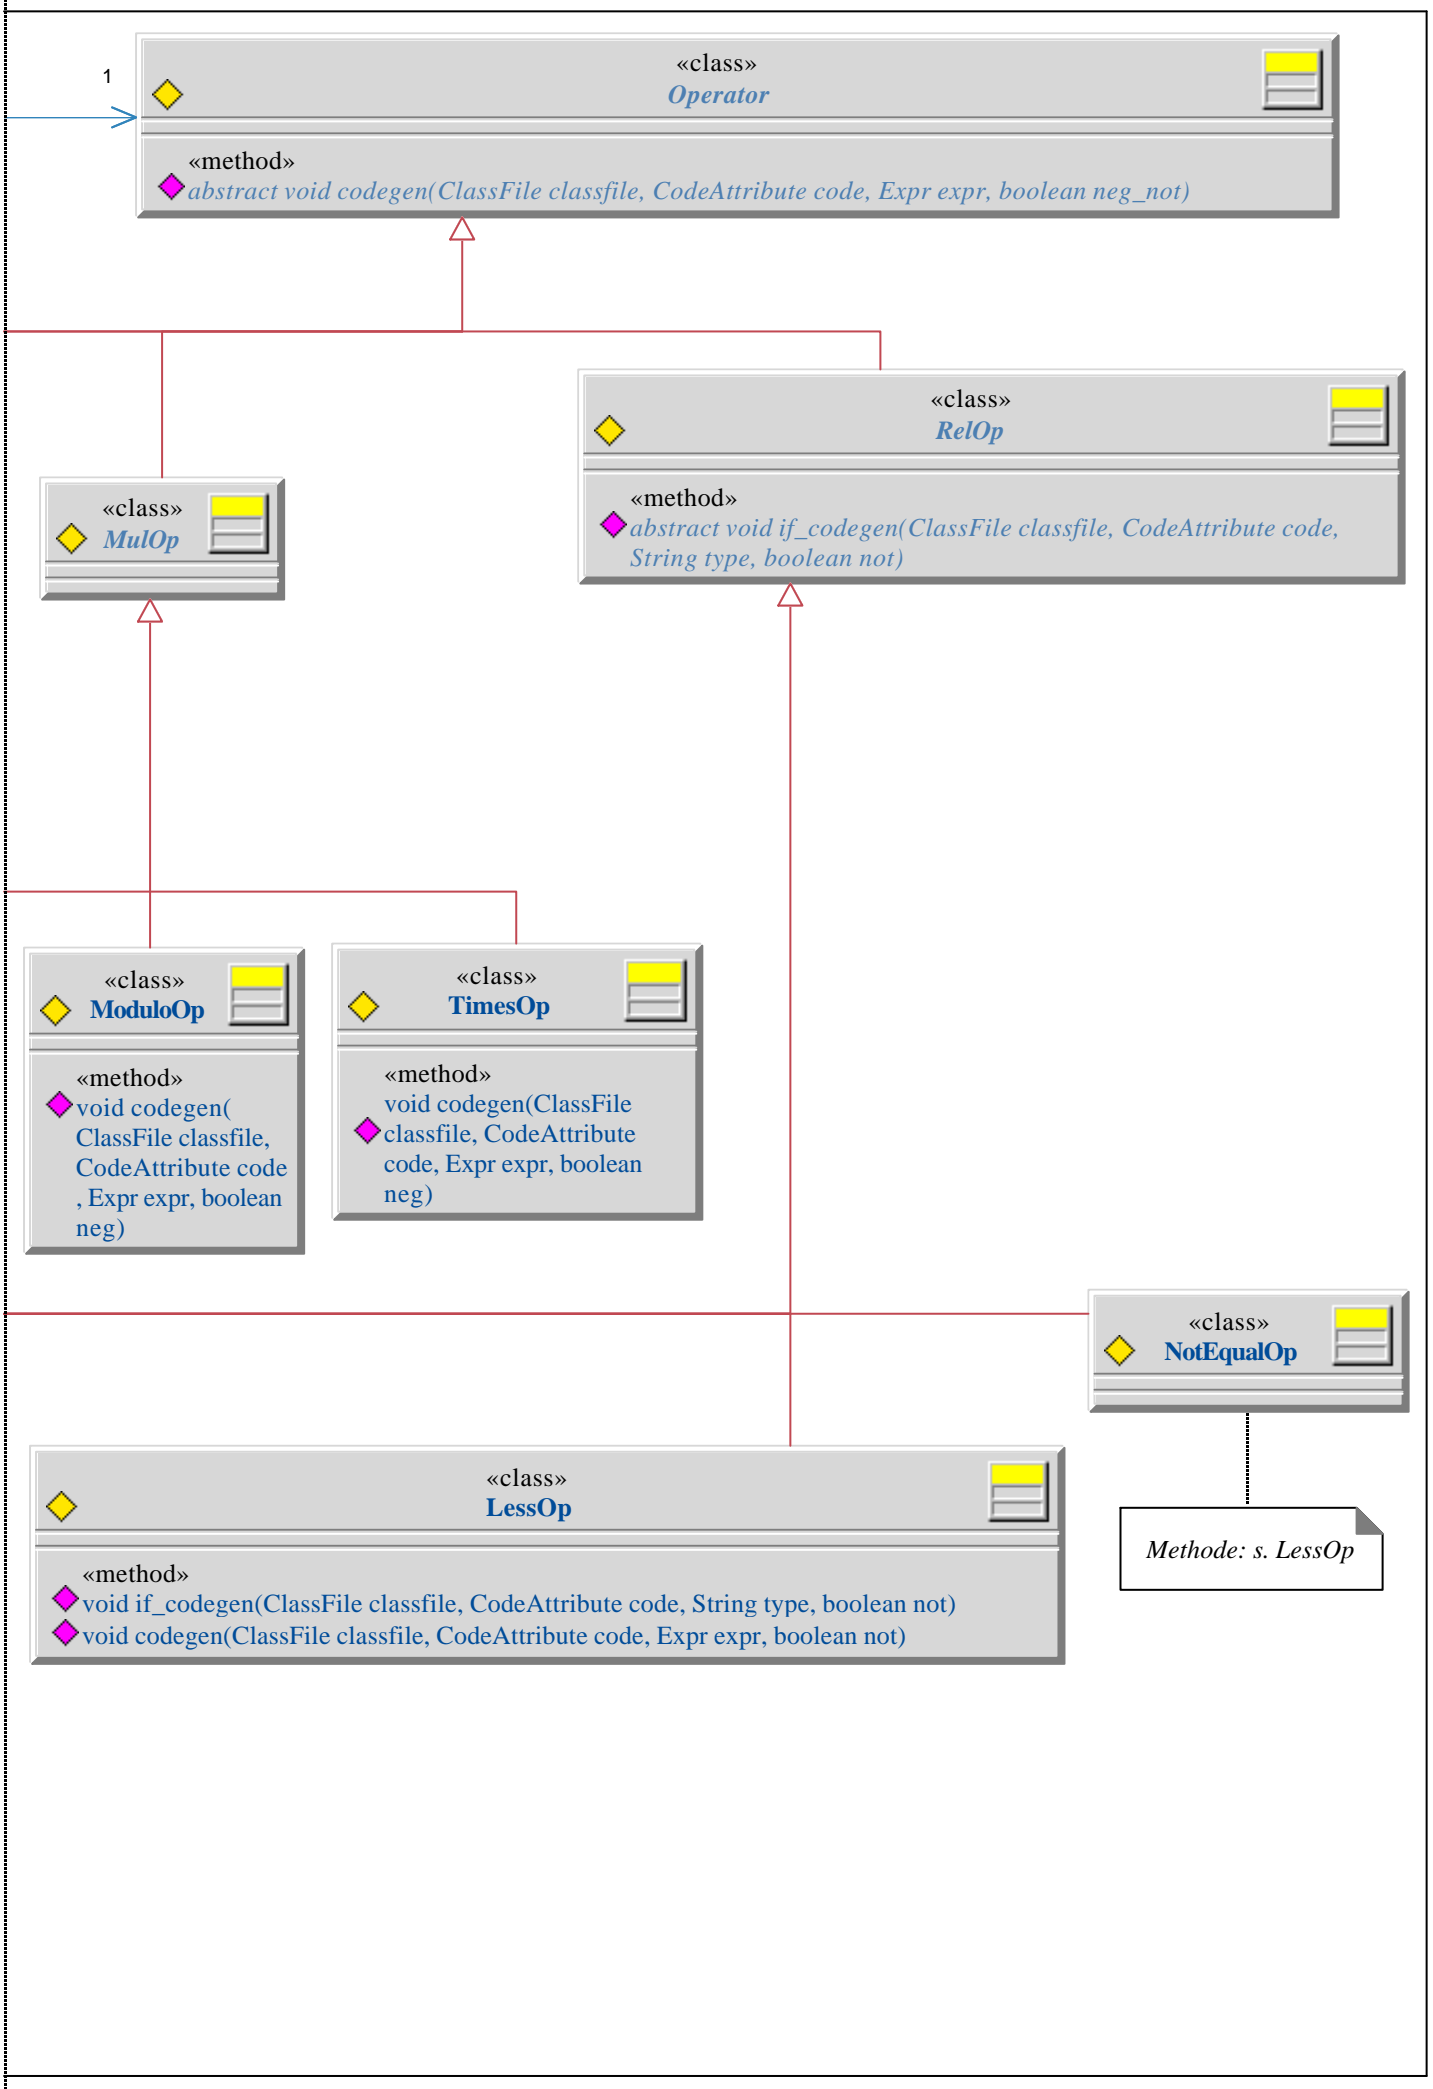 1
«class»
Operator
«method»
abstract void codegen(ClassFile classfile, CodeAttribute code, Expr expr, boolean neg_not)
«class»
RelOp
«method»
abstract void if_codegen(ClassFile classfile, CodeAttribute code,
String type, boolean not)
«class»
MulOp
«class»
ModuloOp
«method»
void codegen(
ClassFile classfile,
CodeAttribute code
, Expr expr, boolean
neg)
«class»
TimesOp
«method»
void codegen(ClassFile
classfile, CodeAttribute
code, Expr expr, boolean
neg)
«class»
NotEqualOp
«class»
LessOp
«method»
void if_codegen(ClassFile classfile, CodeAttribute code, String type, boolean not)
void codegen(ClassFile classfile, CodeAttribute code, Expr expr, boolean not)
Methode: s. LessOp